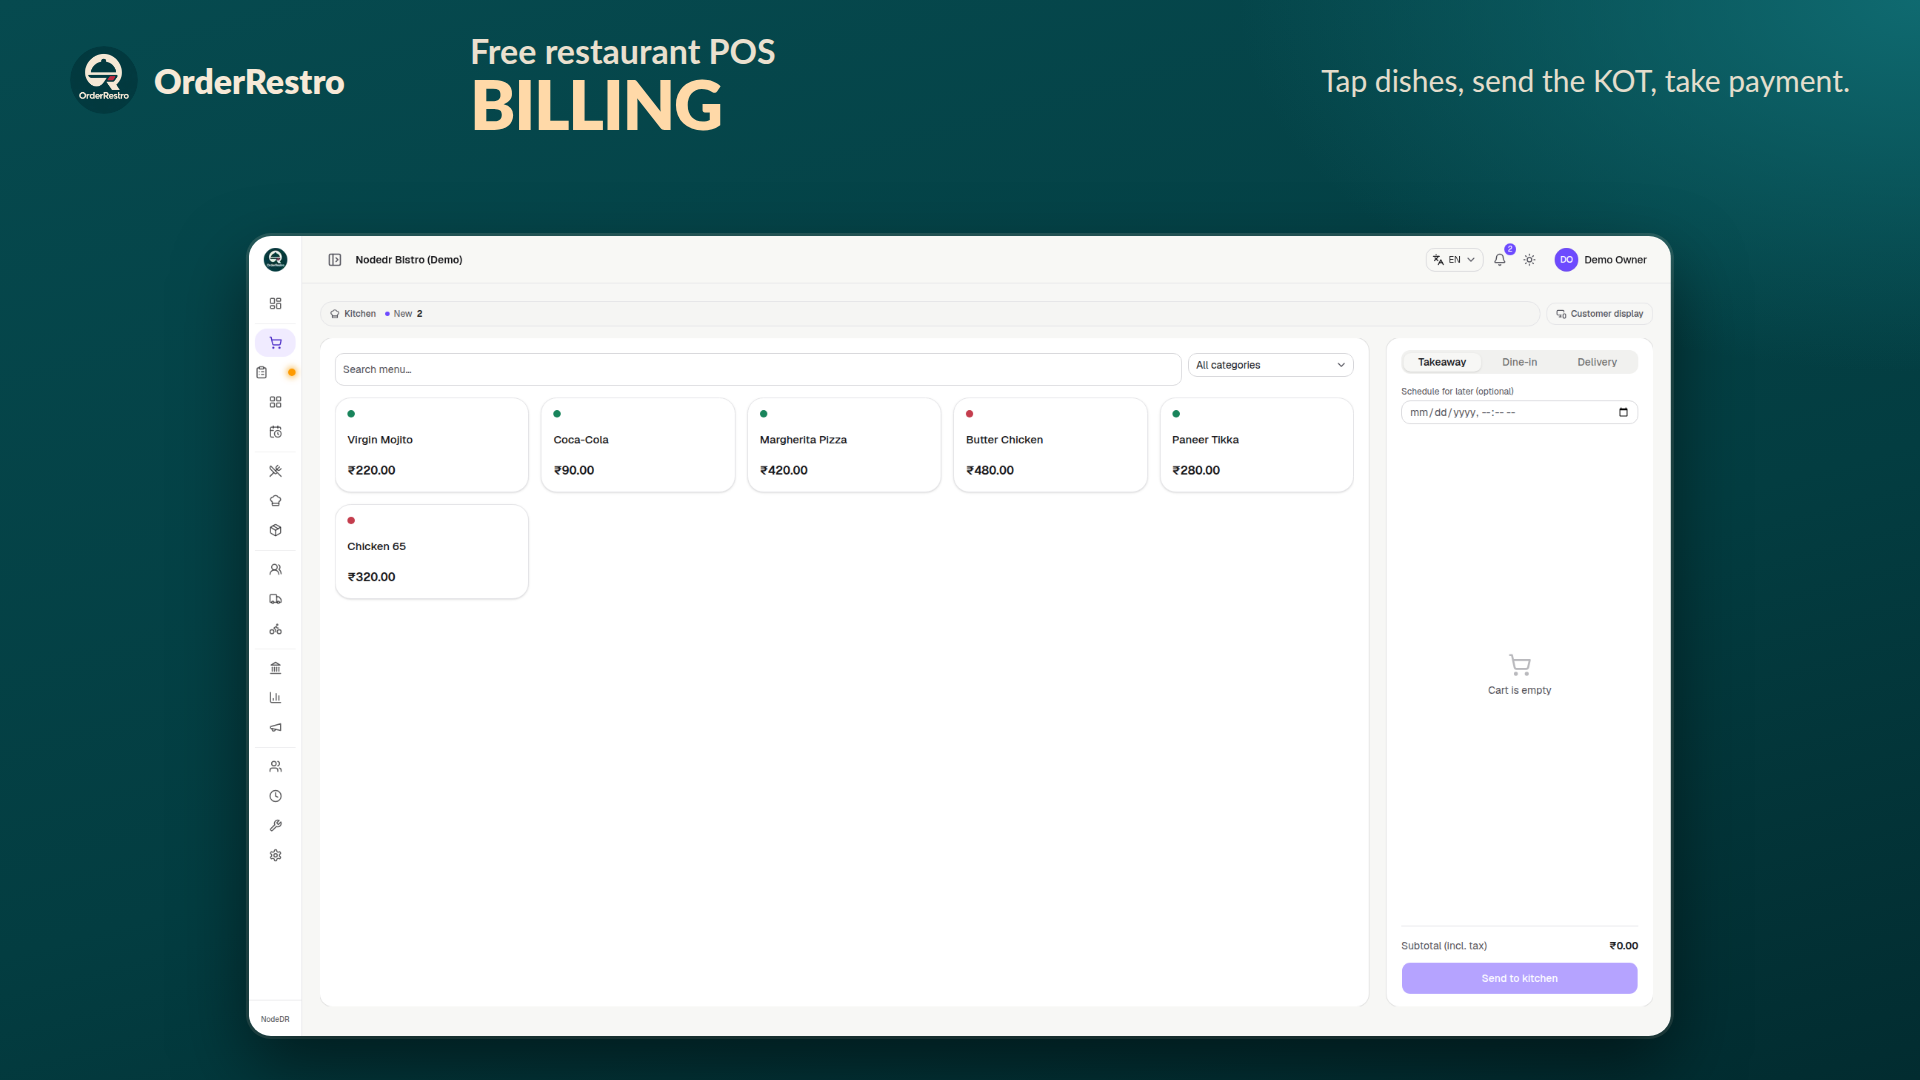 OrderRestro
OrderRestro
Free restaurant POS
BILLING
Tap dishes, send the KOT, take payment.
Nodedr Bistro (Demo)
EN
2
DO
Demo Owner
Kitchen
New 2
Customer display
Search menu...
All categories
Virgin Mojito
₹220.00
Coca-Cola
₹90.00
Margherita Pizza
₹420.00
Butter Chicken
₹480.00
Paneer Tikka
₹280.00
Chicken 65
₹320.00
Takeaway
Dine-in
Delivery
Schedule for later (optional)
mm/dd/yyyy, --:-- --
Cart is empty
Subtotal (incl. tax)
₹0.00
Send to kitchen
NodeDR